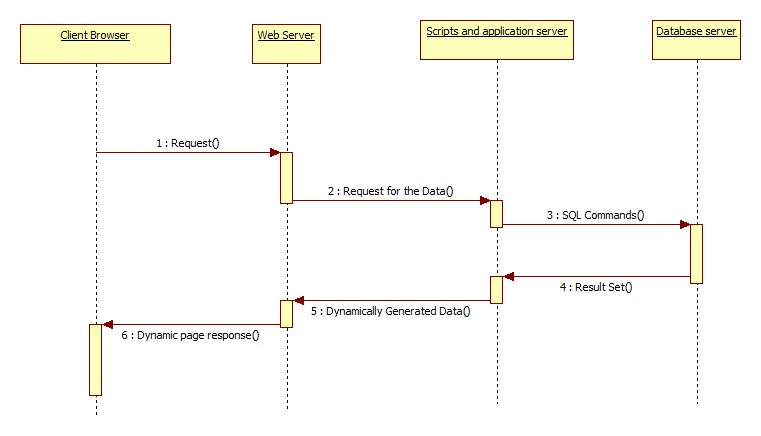 Client Browser
Web Server
Scripts and application server
Database server
1 : Request()
2 : Request for the Data()
3 : SQL Commands()
4 : Result Set()
5 : Dynamically Generated Data()
6 : Dynamic page response()